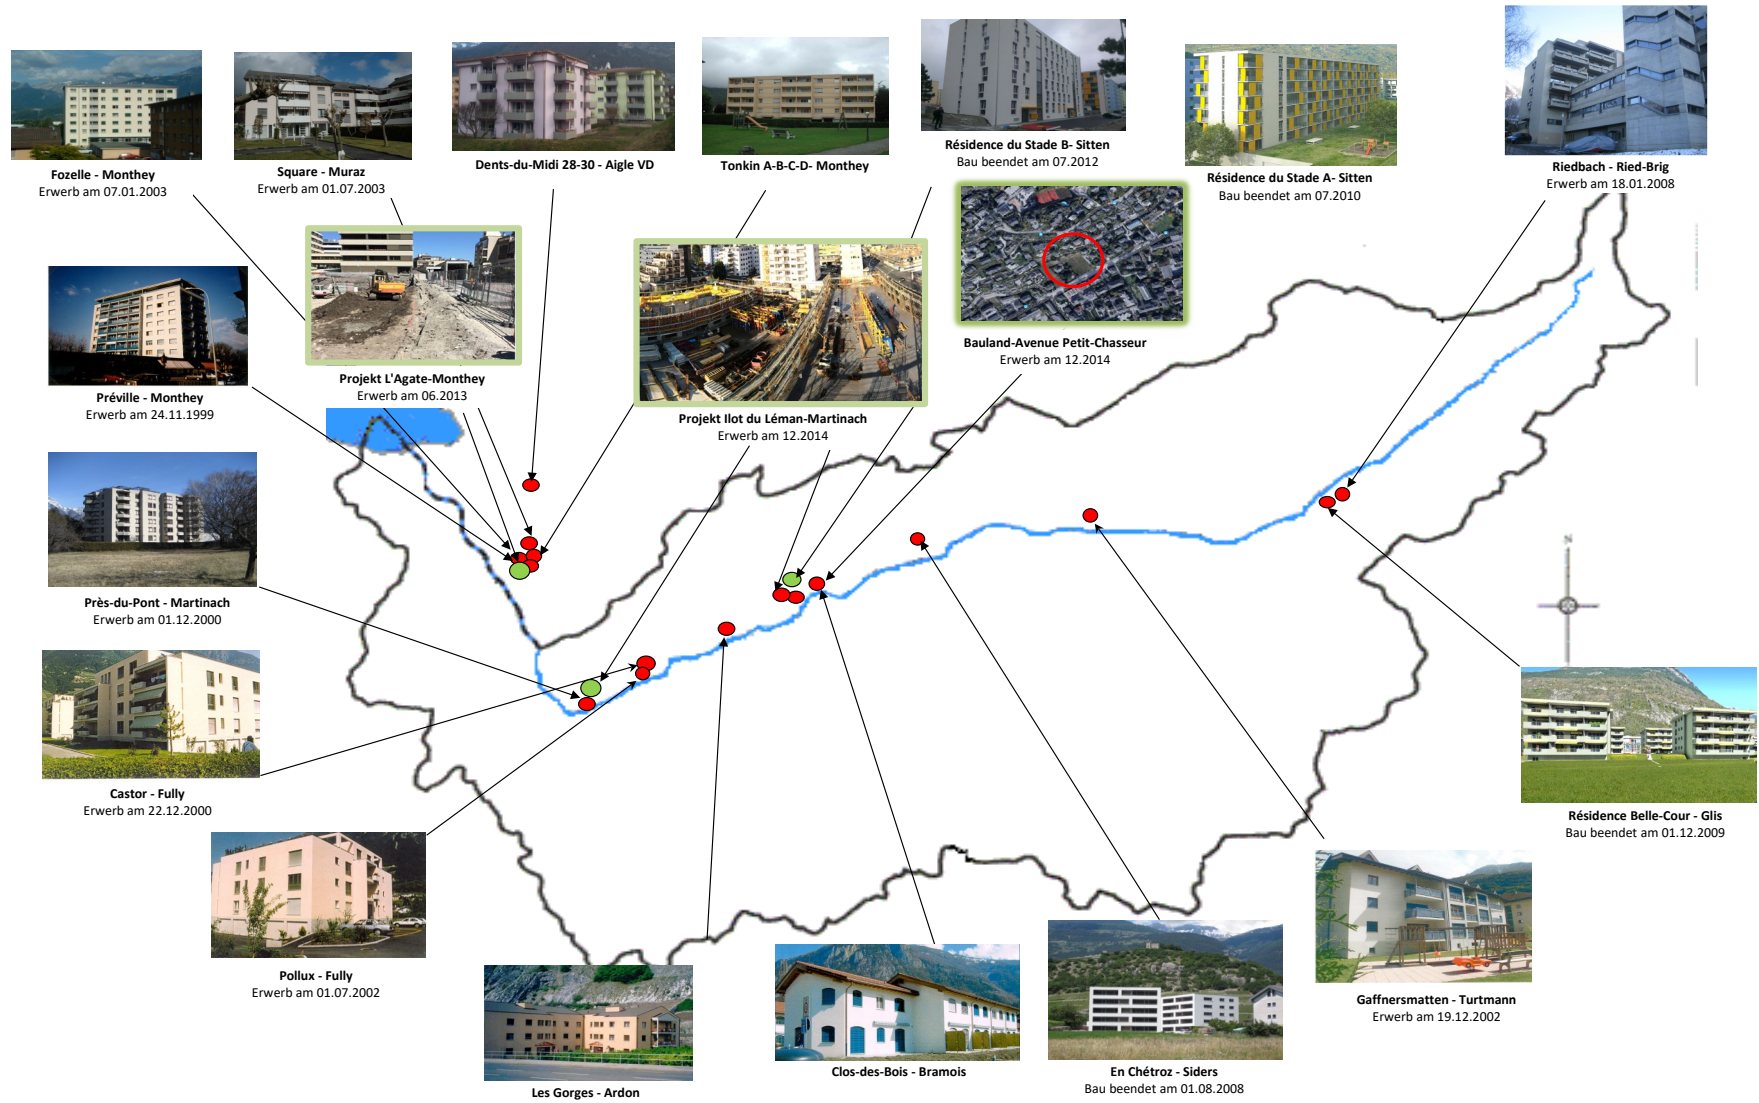 Fozelle - Monthey
Erwerb am 07.01.2003
Square - Muraz
Erwerb am 01.07.2003
Dents-du-Midi 28-30 - Aigle VD
Tonkin A-B-C-D- Monthey
Résidence du Stade B- Sitten
Bau beendet am 07.2012
Résidence du Stade A- Sitten
Bau beendet am 07.2010
Riedbach - Ried-Brig
Erwerb am 18.01.2008
Préville - Monthey
Erwerb am 24.11.1999
Projekt L'Agate-Monthey
Erwerb am 06.2013
Projekt Ilot du Léman-Martinach
Erwerb am 12.2014
Bauland-Avenue Petit-Chasseur
Erwerb am 12.2014
Près-du-Pont - Martinach
Erwerb am 01.12.2000
N
Castor - Fully
Erwerb am 22.12.2000
Résidence Belle-Cour - Glis
Bau beendet am 01.12.2009
Pollux - Fully
Erwerb am 01.07.2002
Gaffnersmatten - Turtmann
Erwerb am 19.12.2002
Les Gorges - Ardon
Clos-des-Bois - Bramois
En Chétroz - Siders
Bau beendet am 01.08.2008